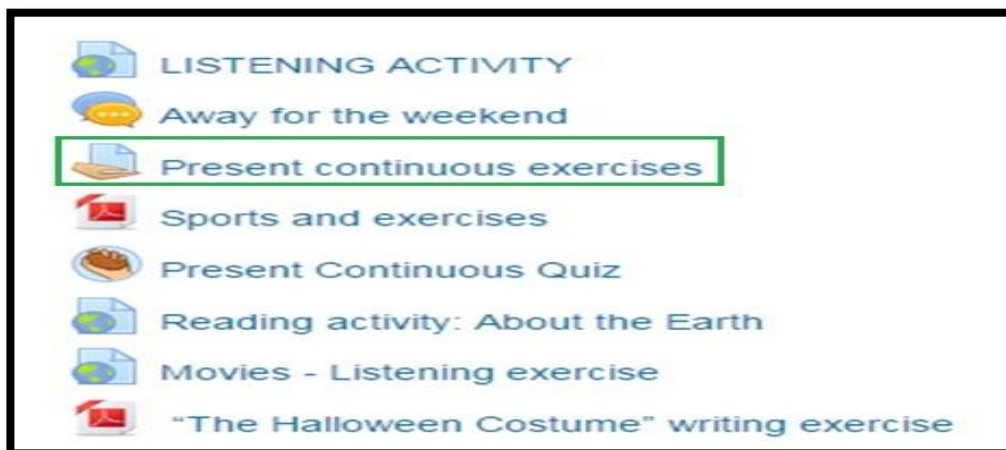 LISTENING ACTIVITY
Away for the weekend
Present continuous exercises
Sports and exercises
Present Continuous Quiz
Reading activity: About the Earth
Movies - Listening exercise
“The Halloween Costume” writing exercise